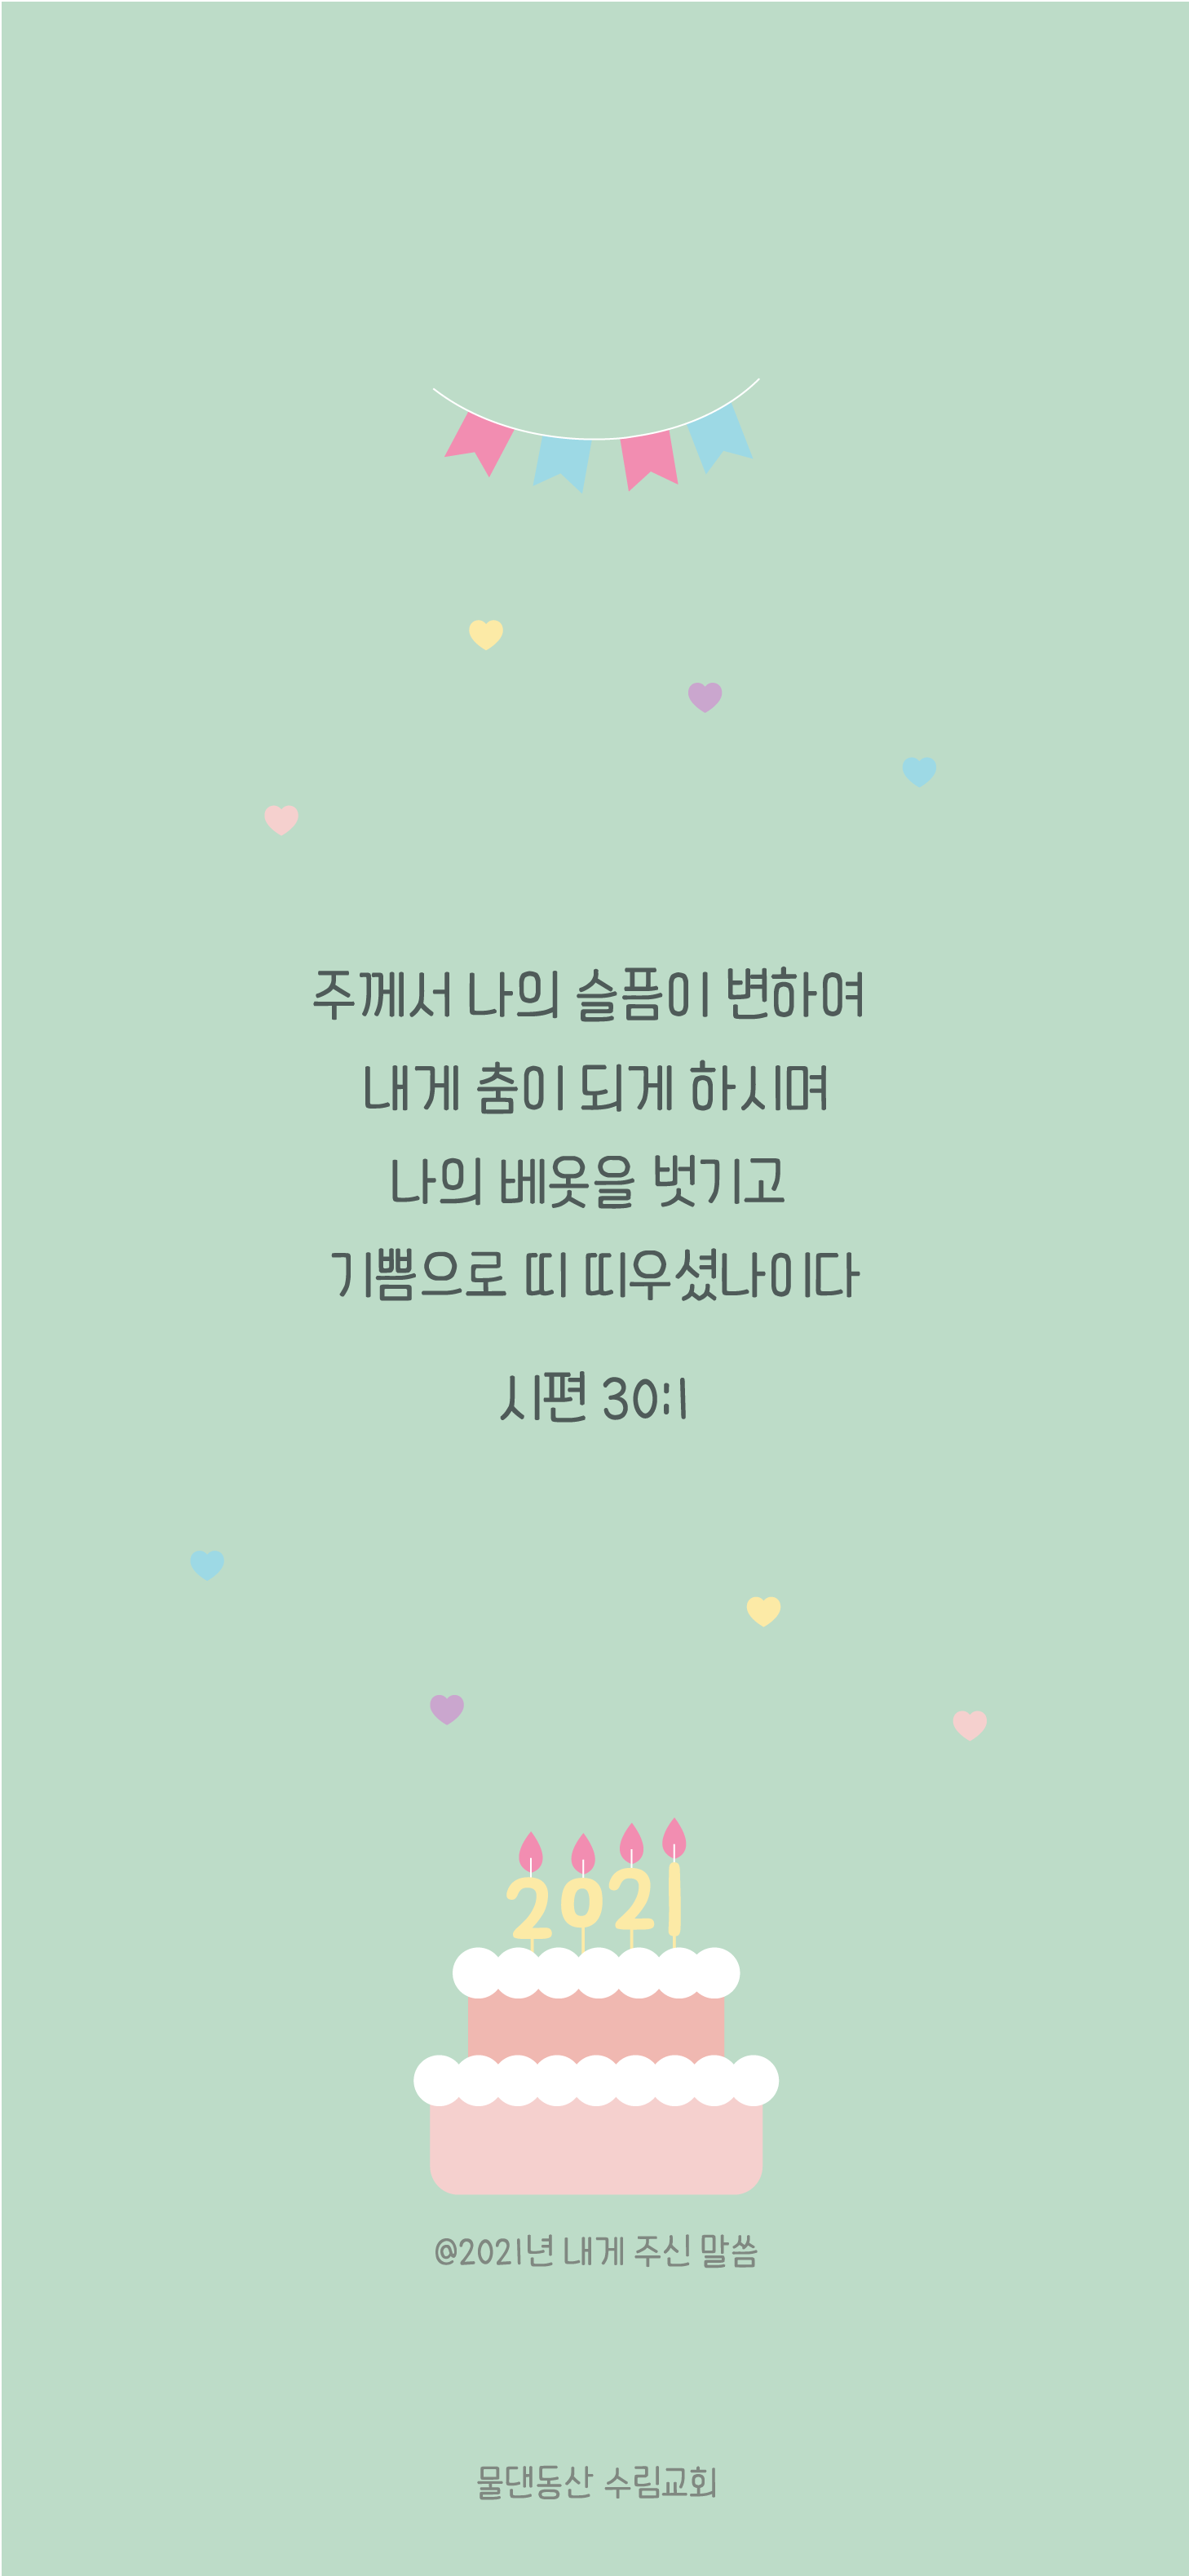 주께서 나의 슬픔이 변하여
내게 춤이 되게 하시며
나의 베옷을 벗기고
기쁨으로 띠 띠우셨나이다
시편 30:1
2021
@2021년 내게 주신 말씀
물댄동산 수림교회